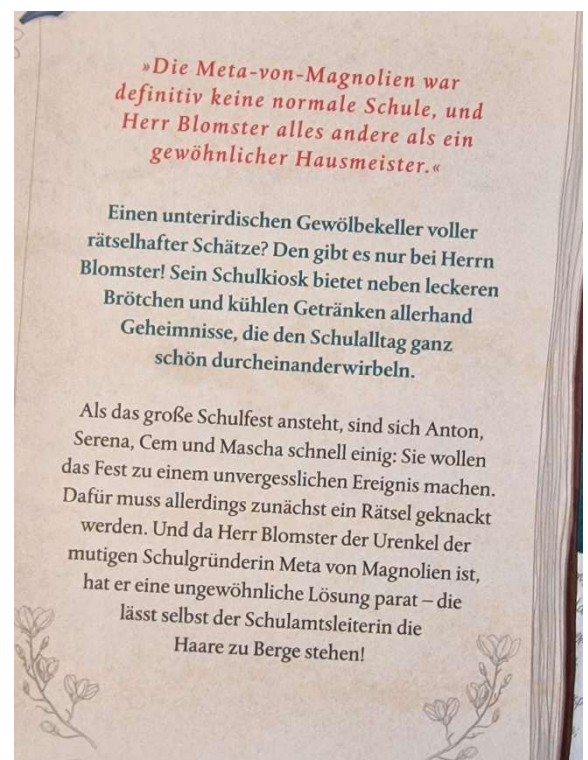 »Die Meta-von-Magnolien war
definitiv keine normale Schule, und
Herr Blomster alles andere als ein
gewöhnlicher Hausmeister.«
Einen unterirdischen Gewölbekeller voller
rätselhafter Schätze? Den gibt es nur bei Herrn
Blomster! Sein Schulkiosk bietet neben leckeren
Brötchen und kühlen Getränken allerhand
Geheimnisse, die den Schulalltag ganz
schön durcheinanderwirbeln.
Als das große Schulfest ansteht, sind sich Anton,
Serena, Cem und Mascha schnell einig: Sie wollen
das Fest zu einem unvergesslichen Ereignis machen.
Dafür muss allerdings zunächst ein Rätsel geknackt
werden. Und da Herr Blomster der Urenkel der
mutigen Schulgründerin Meta von Magnolien ist,
hat er eine ungewöhnliche Lösung parat – die
lässt selbst der Schulamtsleiterin die
Haare zu Berge stehen!